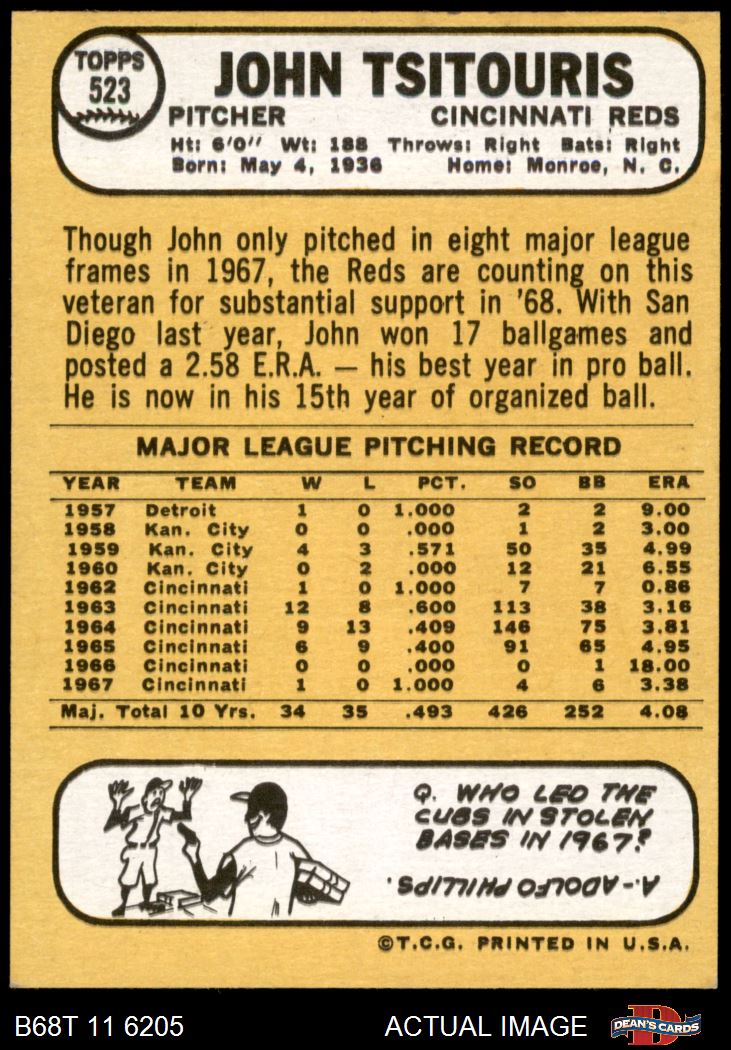 TOPPS
523
JOHN TSITOURIS
PITCHER CINCINNATI REDS
Ht: 6'0" Wt: 188 Throws: Right Bats: Right
Born: May 4, 1936 Home: Monroe, N. C.
Though John only pitched in eight major league
frames in 1967, the Reds are counting on this
veteran for substantial support in '68. With San
Diego last year, John won 17 ballgames and
posted a 2.58 E.R.A. — his best year in pro ball.
He is now in his 15th year of organized ball.
MAJOR LEAGUE PITCHING RECORD
YEAR TEAM W L PCT. SO BB ERA
1957 Detroit 1 0 1.000 2 2 9.00
1958 Kan. City 0 0 .000 1 2 3.00
1959 Kan. City 4 3 .571 50 35 4.99
1960 Kan. City 0 2 .000 12 21 6.55
1962 Cincinnati 1 0 1.000 7 7 0.86
1963 Cincinnati 12 8 .600 113 38 3.16
1964 Cincinnati 9 13 .409 146 75 3.81
1965 Cincinnati 6 9 .400 91 65 4.95
1966 Cincinnati 0 0 .000 0 1 18.00
1967 Cincinnati 1 0 1.000 4 6 3.38
Maj. Total 10 Yrs. 34 35 .493 426 252 4.08
Q. WHO LED THE
CUBS IN STOLEN
BASES IN 1967?
A-ADOLFO PHILLIPS.
©T.C.G. PRINTED IN U.S.A.
B68T 11 6205 ACTUAL IMAGE DEAN'S CARDS